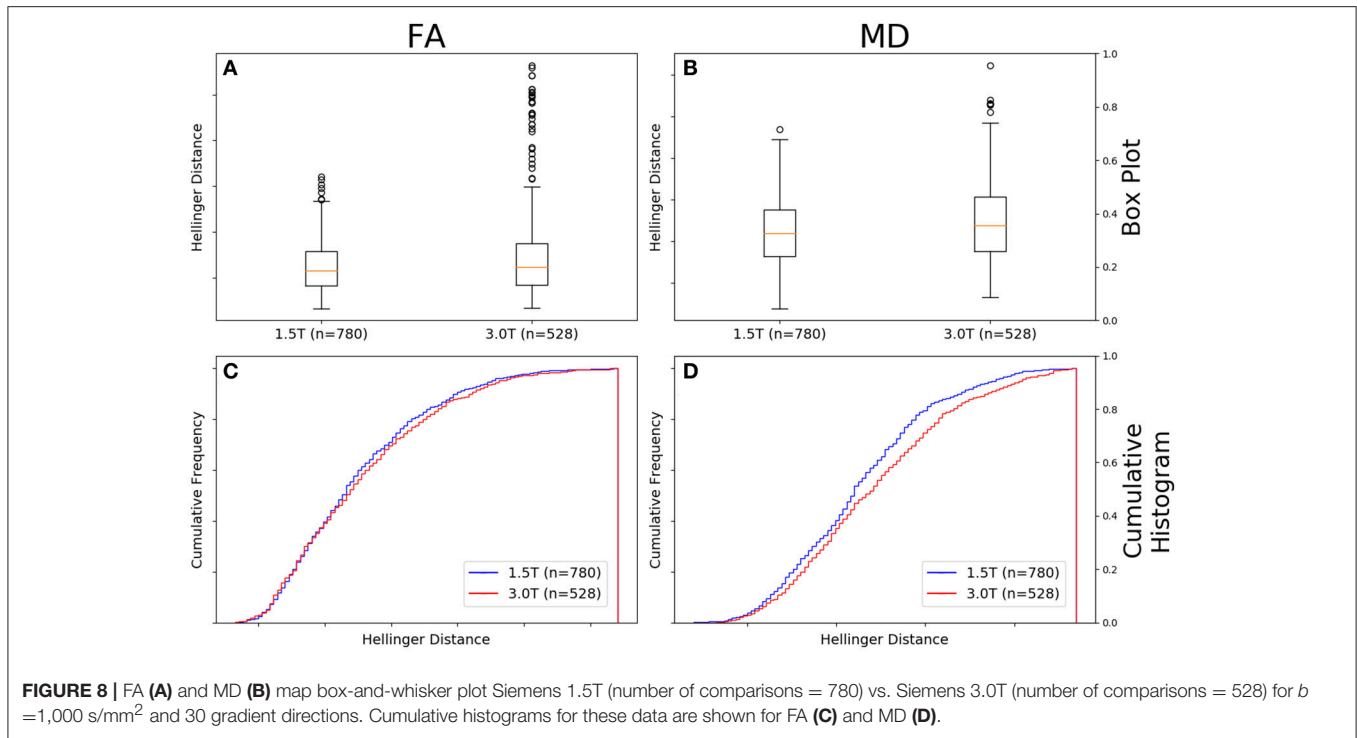 FA
MD
A
B
Hellinger Distance
Hellinger Distance
1.0
0.8
0.6
0.4
0.2
0.0
Box Plot
1.5T (n=780)
3.0T (n=528)
1.5T (n=780)
3.0T (n=528)
C
D
Cumulative Frequency
Cumulative Frequency
1.0
0.8
0.6
0.4
0.2
0.0
Cumulative
Histogram
1.5T (n=780)
3.0T (n=528)
1.5T (n=780)
3.0T (n=528)
Hellinger Distance
Hellinger Distance
FIGURE 8 | FA (A) and MD (B) map box-and-whisker plot Siemens 1.5T (number of comparisons = 780) vs. Siemens 3.0T (number of comparisons = 528) for b
=1,000 s/mm² and 30 gradient directions. Cumulative histograms for these data are shown for FA (C) and MD (D).